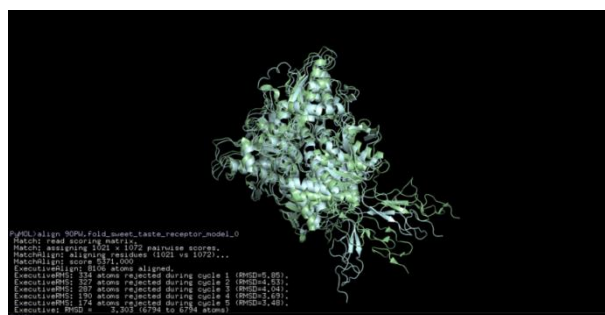 PyMOL>align 9OPW,fold_sweet_taste_receptor_model_0
Match: read scoring matrix.
Match: assigning 1021 x 1072 pairwise scores.
MatchAlign: aligning residues (1021 vs 1072)...
MatchAlign: score 5371.000
ExecutiveAlign: 8106 atoms aligned.
ExecutiveRMS: 334 atoms rejected during cycle 1 (RMSD=5.85).
ExecutiveRMS: 327 atoms rejected during cycle 2 (RMSD=4.53).
ExecutiveRMS: 287 atoms rejected during cycle 3 (RMSD=4.04).
ExecutiveRMS: 190 atoms rejected during cycle 4 (RMSD=3.69).
ExecutiveRMS: 174 atoms rejected during cycle 5 (RMSD=3.48).
Executive: RMSD = 3.303 (6794 to 6794 atoms)